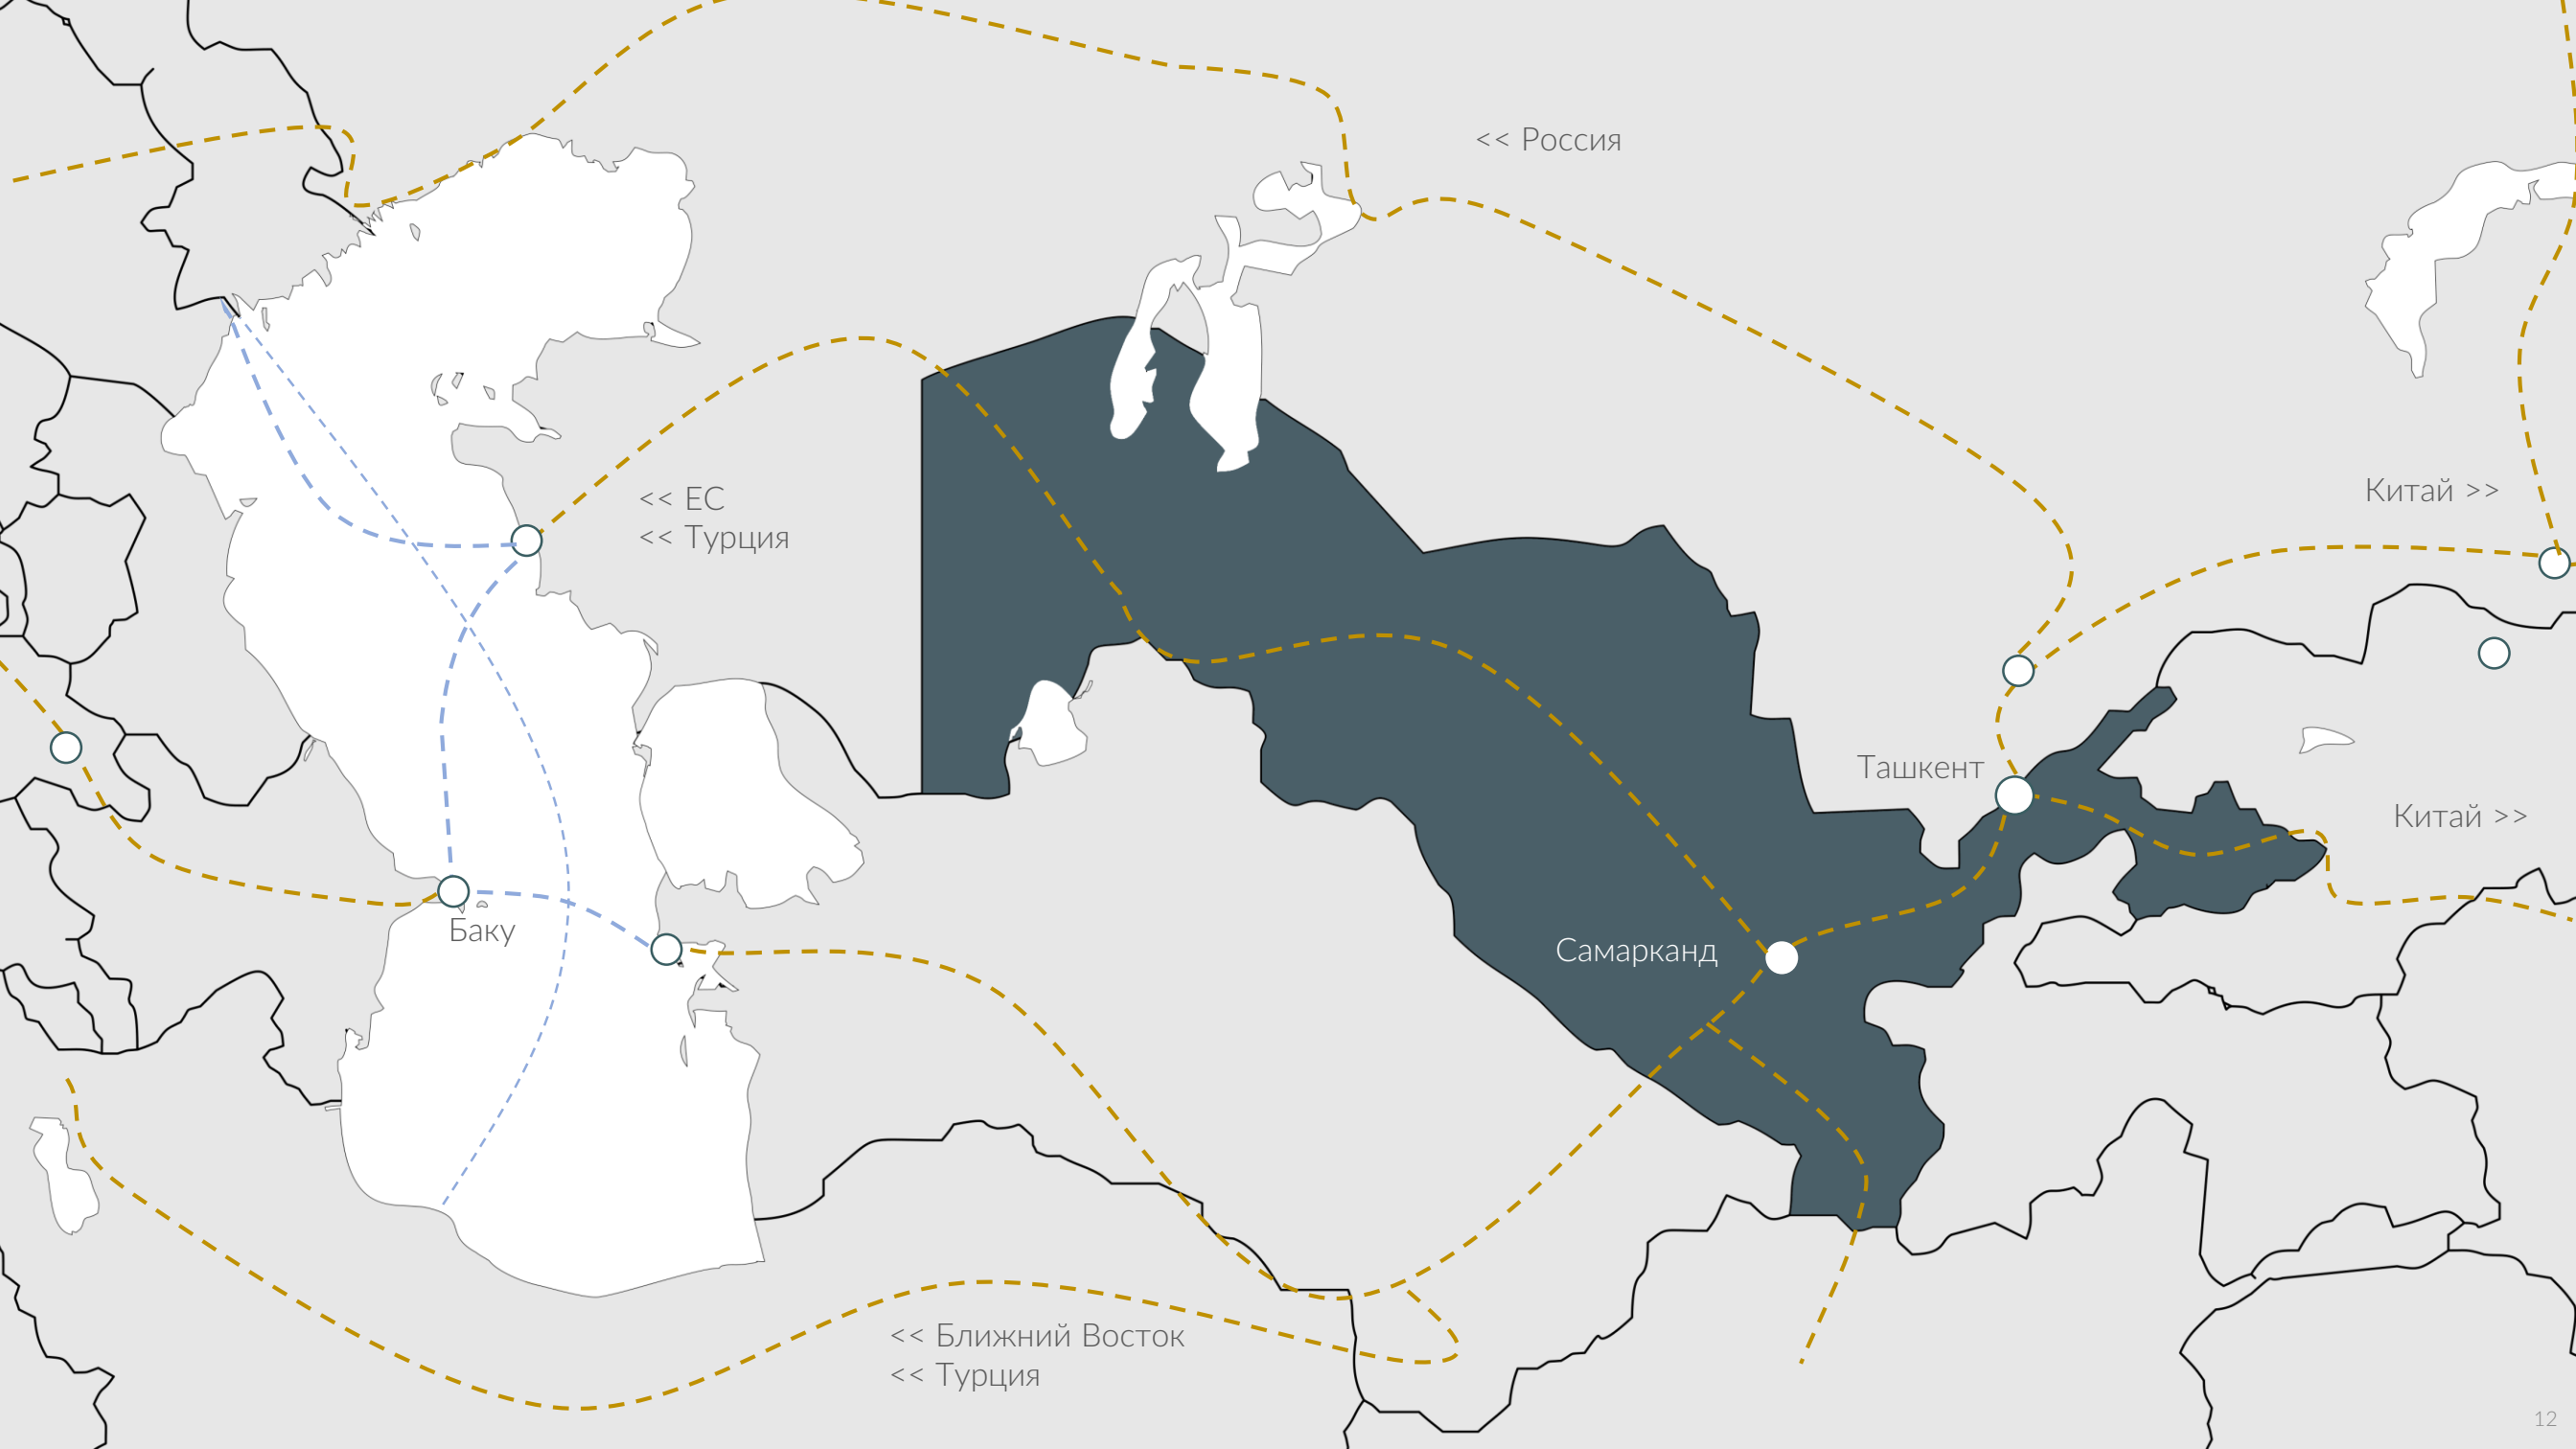 << Россия
Китай >>
<< ЕС
<< Турция
Ташкент
Китай >>
Баку
Самарканд
<< Ближний Восток
<< Турция
12